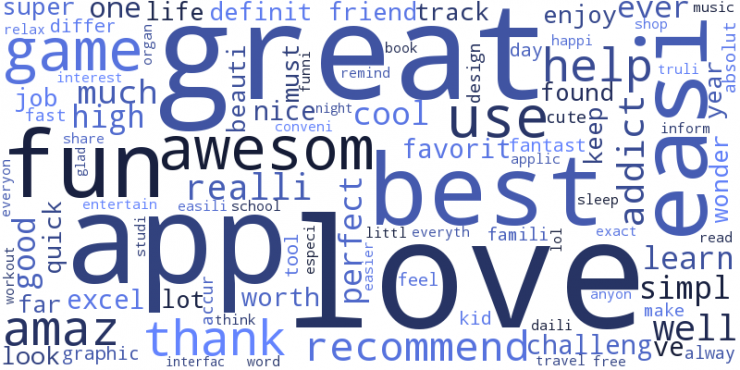 super
one
life
definit
friend
track
enjoy
ever
music
relax
differ
organ
game
great
book
day
shop
happi
absolut
interest
remind
design
help
truli
easi
year
job
much
beauti
must
funni
found
fast
high
nice
night
cool
use
cute
keep
addict
inform
conveni
share
glad
fun
awesom
favorit
fantast
applic
wonder
everyon
realli
best
sleep
entertain
easili
school
perfect
good
quick
studi
app
love
tool
especi
littl
everyth
famili
lol
exact
read
workout
easier
feel
learn
far
excel
lot
accur
worth
anyon
simpl
kid
make
amaz
think
thank
recommend
daili
challeng
well
look
graphic
interfac
word
travel
free
ve
alway